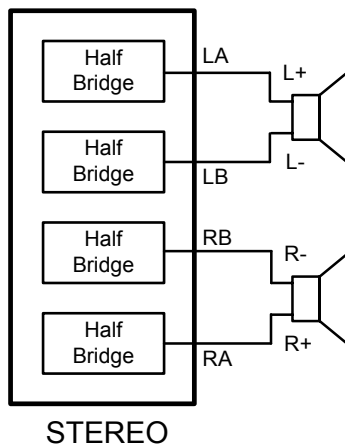 Half
Bridge
LA
L+
Half
Bridge
LB
L-
Half
Bridge
RB
R-
Half
Bridge
RA
R+
STEREO